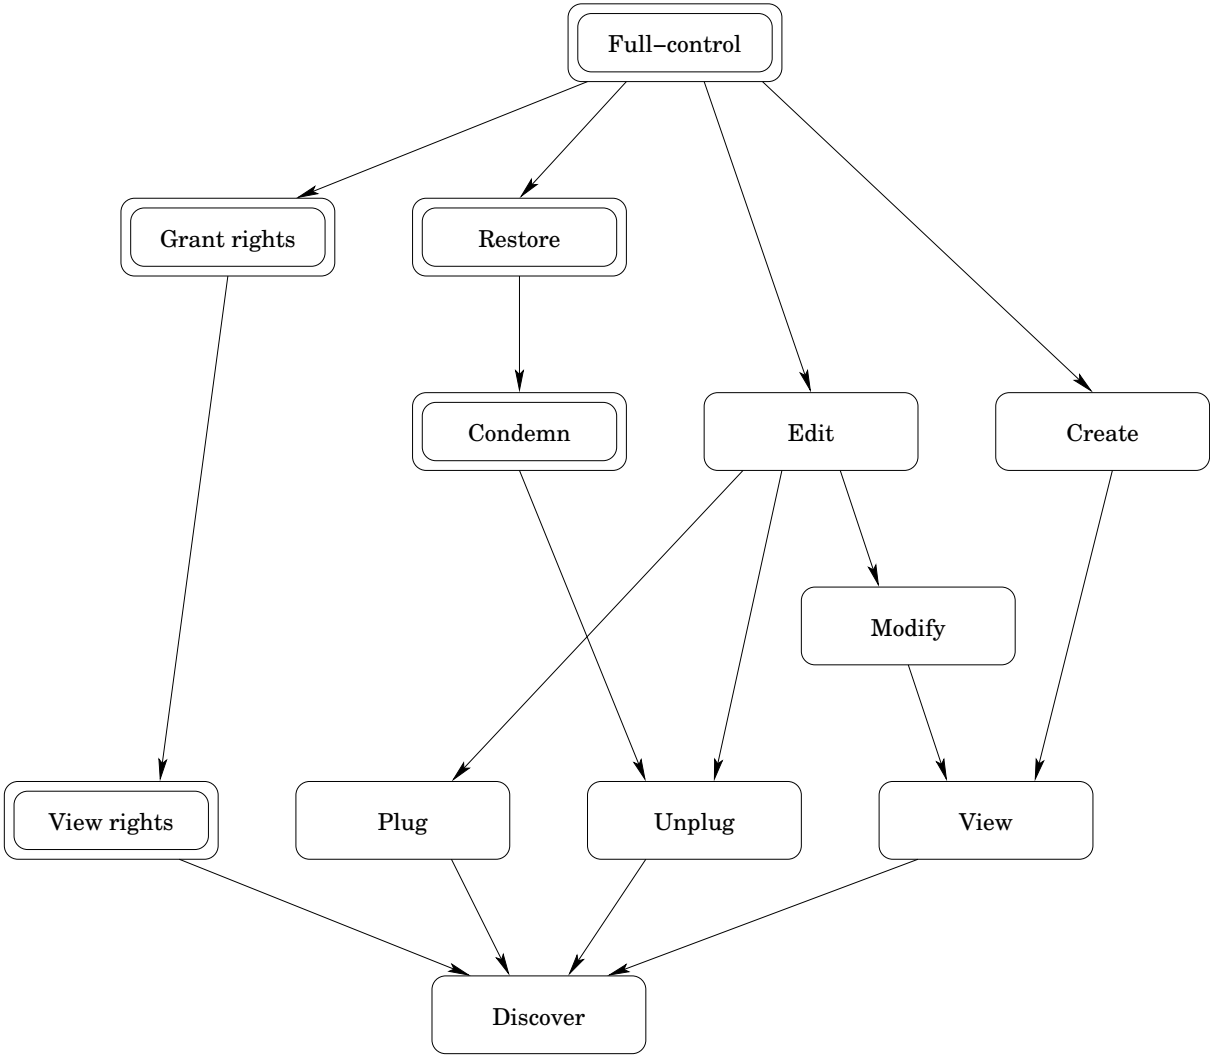 Full−control
Grant rights
Restore
Condemn
Edit
Create
Modify
View rights
Plug
Unplug
View
Discover